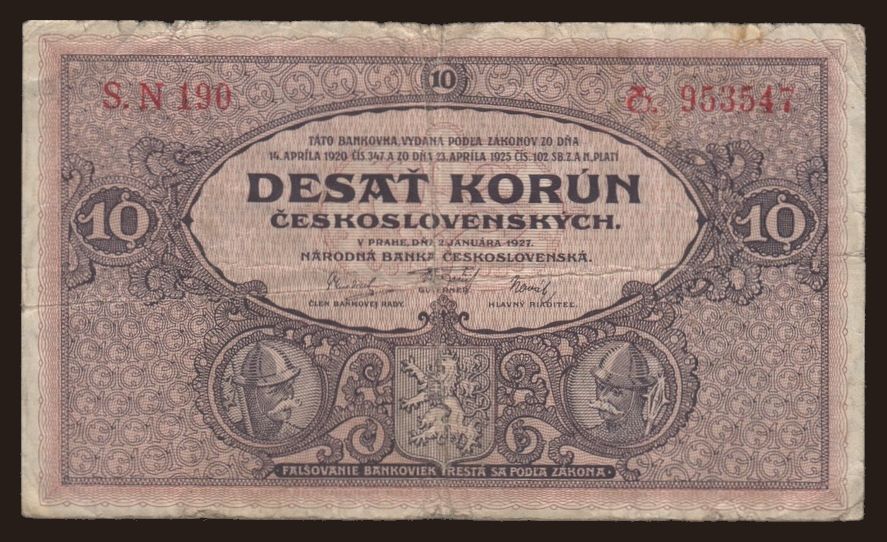 10
S. N 190
Č. 953547
TÁTO BANKOVKA, VYDANÁ PODĽA ZÁKONOV ZO DŇA
14. APRÍLA 1920 ČÍS. 347 A ZO DŇA 23. APRÍLA 1925 ČÍS. 102 SB. Z. A N., PLATÍ
DESAŤ KORÚN
ČESKOSLOVENSKÝCH.
10
10
V PRAHE, DŇA 2. JANUÁRA 1927.
NÁRODNÁ BANKA ČESKOSLOVENSKÁ.
GUVERNÉR
ČLEN BANKOVEJ RADY.
HLAVNÝ RIADITEĽ.
FALŠOVANIE BANKOVIEK TRESTÁ SA PODĽA ZÁKONA